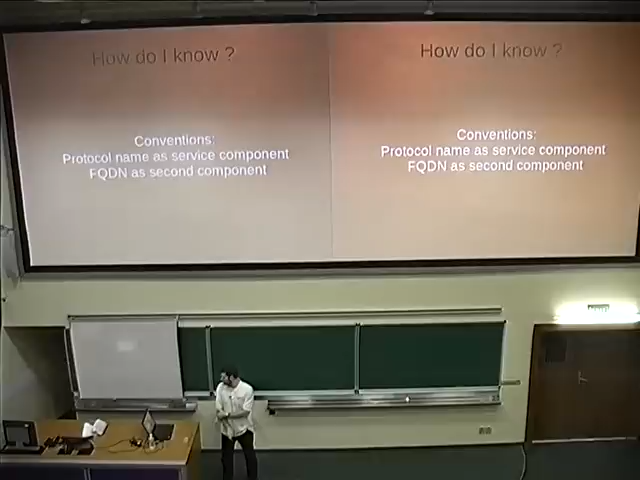 How do I know ?
Conventions:
Protocol name as service component
FQDN as second component
How do I know ?
Conventions:
Protocol name as service component
FQDN as second component